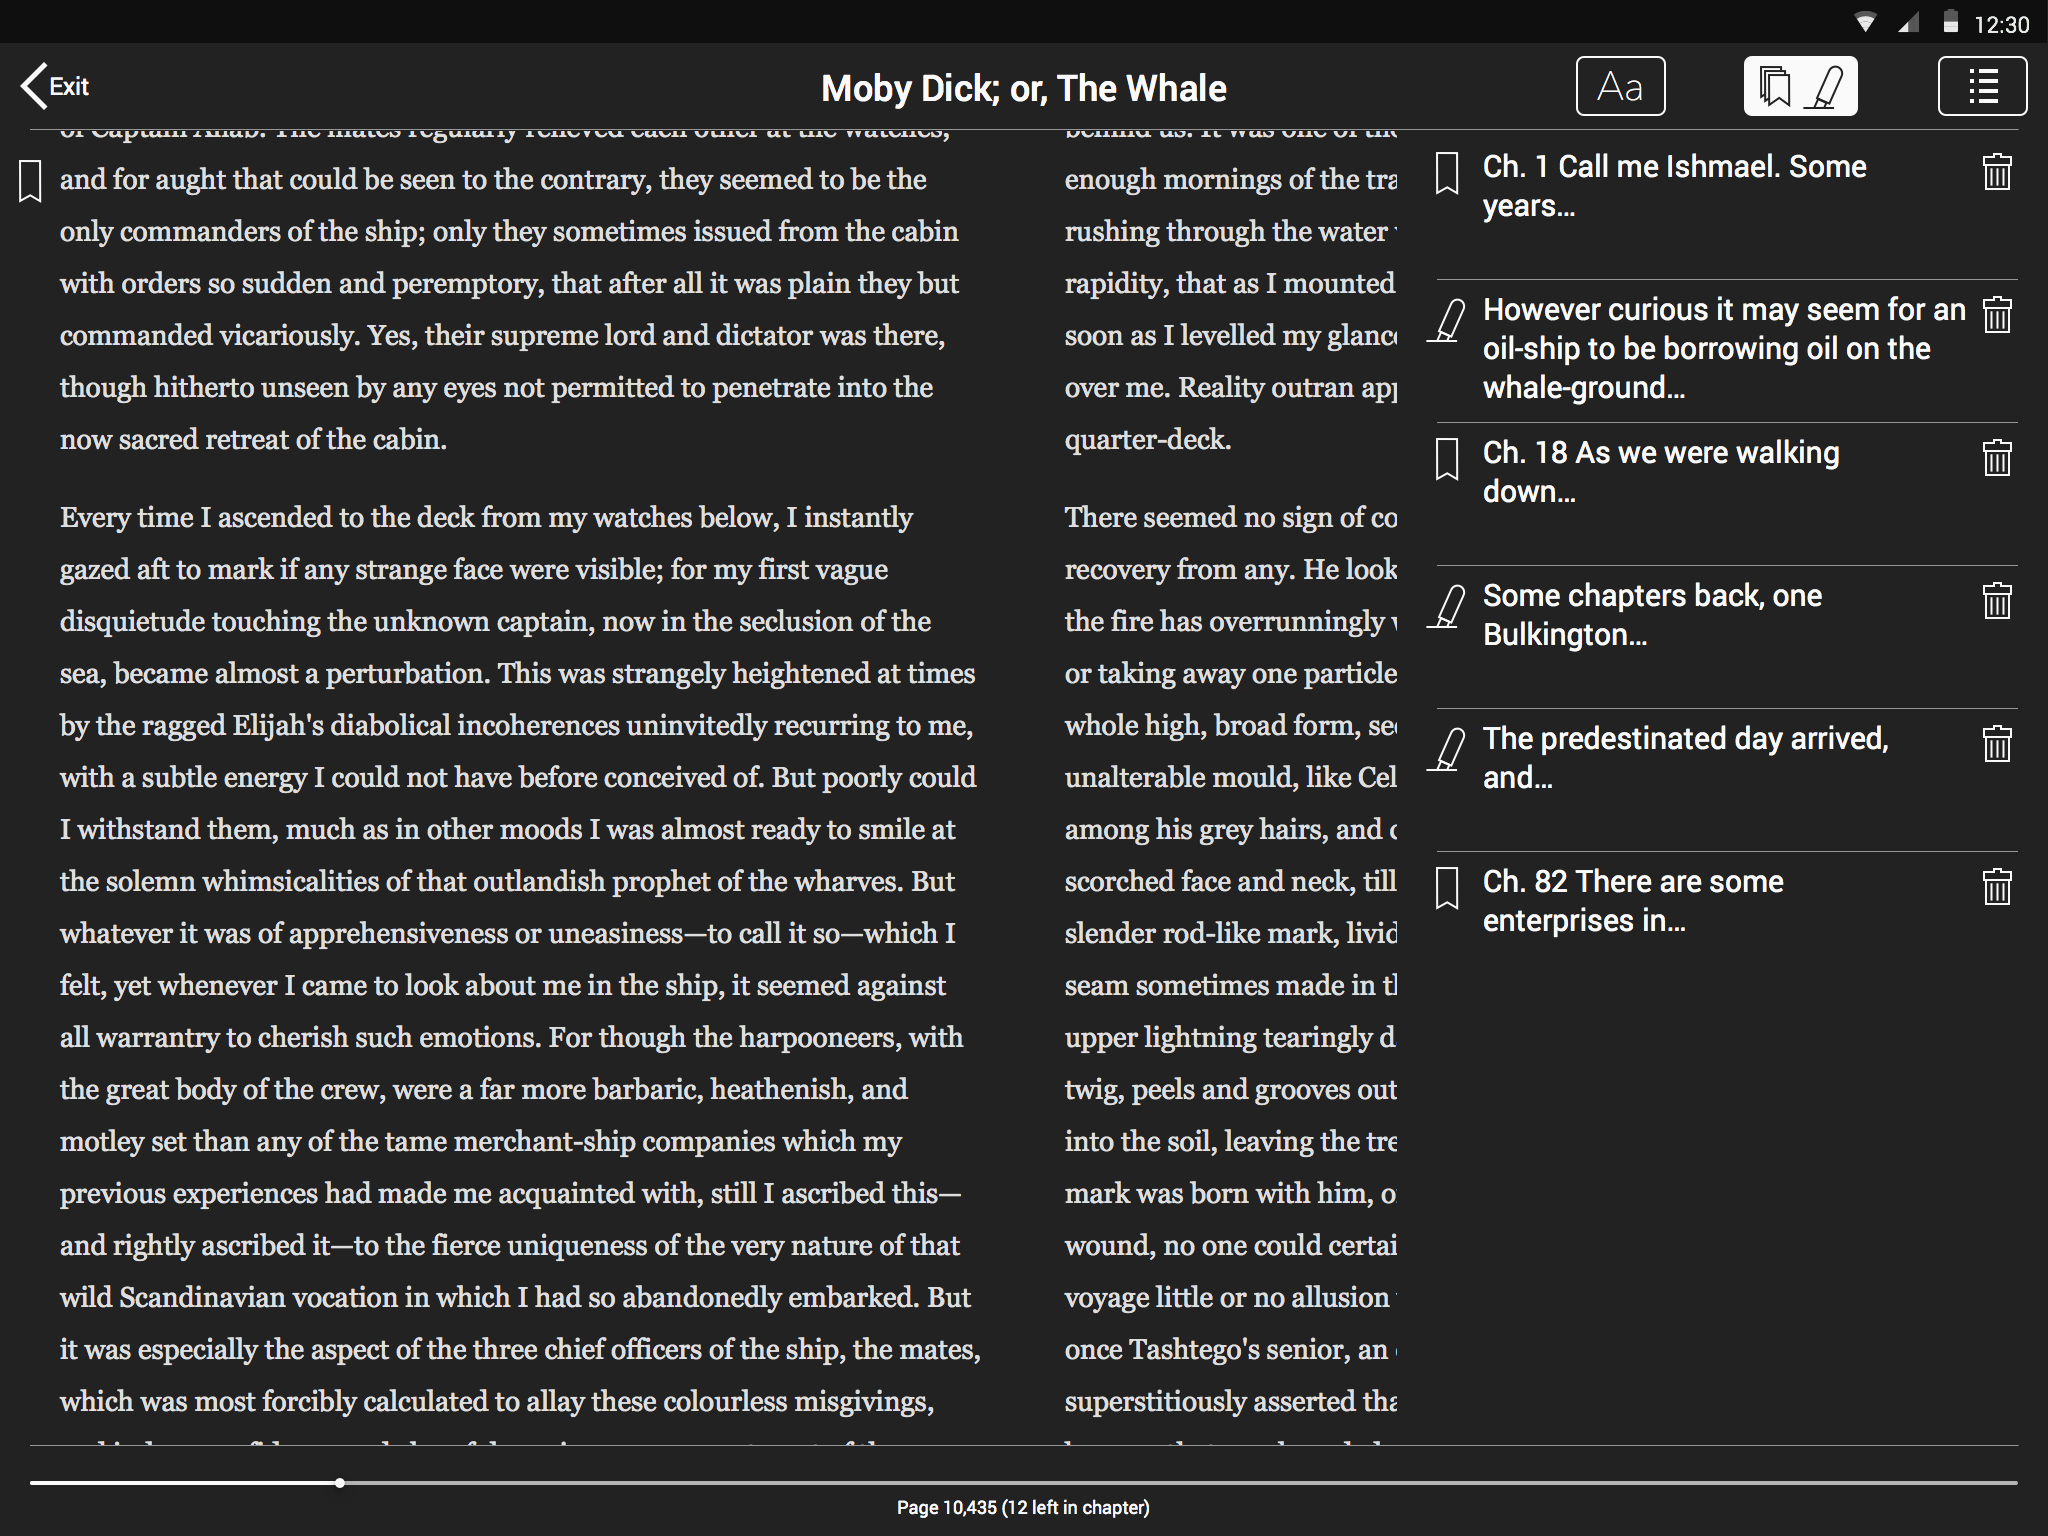 12:30
Exit
Moby Dick; or, The Whale
Aa
of Captain Ahab. The mates regularly relieved each other at the watches,
and for aught that could be seen to the contrary, they seemed to be the
only commanders of the ship; only they sometimes issued from the cabin
with orders so sudden and peremptory, that after all it was plain they but
commanded vicariously. Yes, their supreme lord and dictator was there,
though hitherto unseen by any eyes not permitted to penetrate into the
now sacred retreat of the cabin.
Every time I ascended to the deck from my watches below, I instantly
gazed aft to mark if any strange face were visible; for my first vague
disquietude touching the unknown captain, now in the seclusion of the
sea, became almost a perturbation. This was strangely heightened at times
by the ragged Elijah's diabolical incoherences uninvitedly recurring to me,
with a subtle energy I could not have before conceived of. But poorly could
I withstand them, much as in other moods I was almost ready to smile at
the solemn whimsicalities of that outlandish prophet of the wharves. But
whatever it was of apprehensiveness or uneasiness—to call it so—which I
felt, yet whenever I came to look about me in the ship, it seemed against
all warrantry to cherish such emotions. For though the harpooneers, with
the great body of the crew, were a far more barbaric, heathenish, and
motley set than any of the tame merchant-ship companies which my
previous experiences had made me acquainted with, still I ascribed this—
and rightly ascribed it—to the fierce uniqueness of the very nature of that
wild Scandinavian vocation in which I had so abandonedly embarked. But
it was especially the aspect of the three chief officers of the ship, the mates,
which was most forcibly calculated to allay these colourless misgivings,
behind us. It was one of
enough mornings of the tra
rushing through the water
rapidity, that as I mounted
soon as I levelled my glanc
over me. Reality outran app
quarter-deck.
There seemed no sign of co
recovery from any. He look
the fire has overrunningly
or taking away one particle
whole high, broad form, see
unalterable mould, like Cel
among his grey hairs, and c
scorched face and neck, till
slender rod-like mark, livid
seam sometimes made in th
upper lightning tearingly d
twig, peels and grooves out
into the soil, leaving the tre
mark was born with him, o
wound, no one could certai
voyage little or no allusion
once Tashtego's senior, an
superstitiously asserted tha
Ch. 1 Call me Ishmael. Some
years...
However curious it may seem for an
oil-ship to be borrowing oil on the
whale-ground...
Ch. 18 As we were walking
down...
Some chapters back, one
Bulkington...
The predestinated day arrived,
and...
Ch. 82 There are some
enterprises in...
Page 10,435 (12 left in chapter)